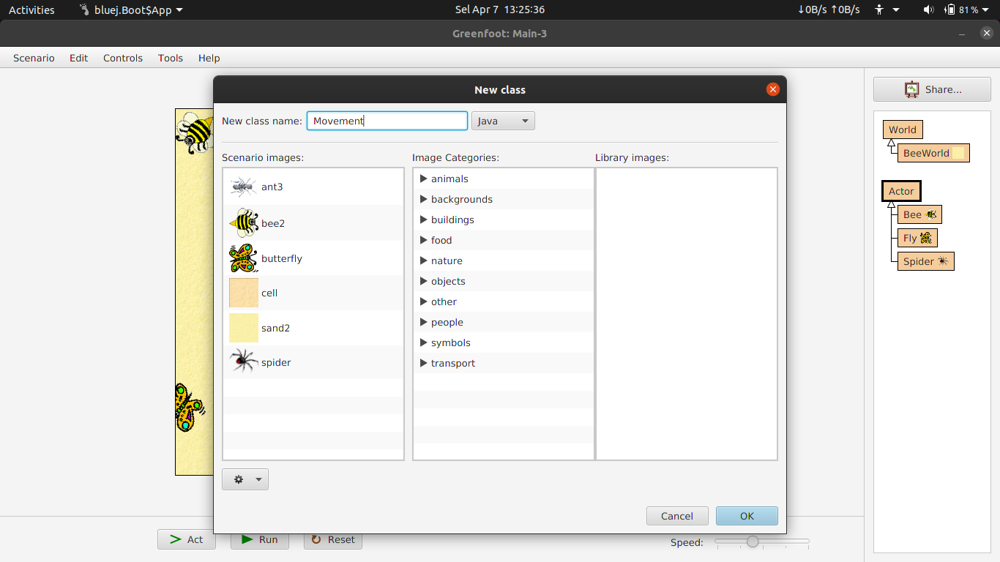 Activities bluej.Boot$App Sel Apr 7 13:25:36 ↓0B/s ↑0B/s 81%
Greenfoot: Main-3
Scenario Edit Controls Tools Help
New class
New class name: Movement Java
Scenario images:
ant3
bee2
butterfly
cell
sand2
spider
Image Categories:
animals
backgrounds
buildings
food
nature
objects
other
people
symbols
transport
Library images:
Cancel OK
Share...
World
BeeWorld
Actor
Bee
Fly
Spider
Act Run Reset Speed: